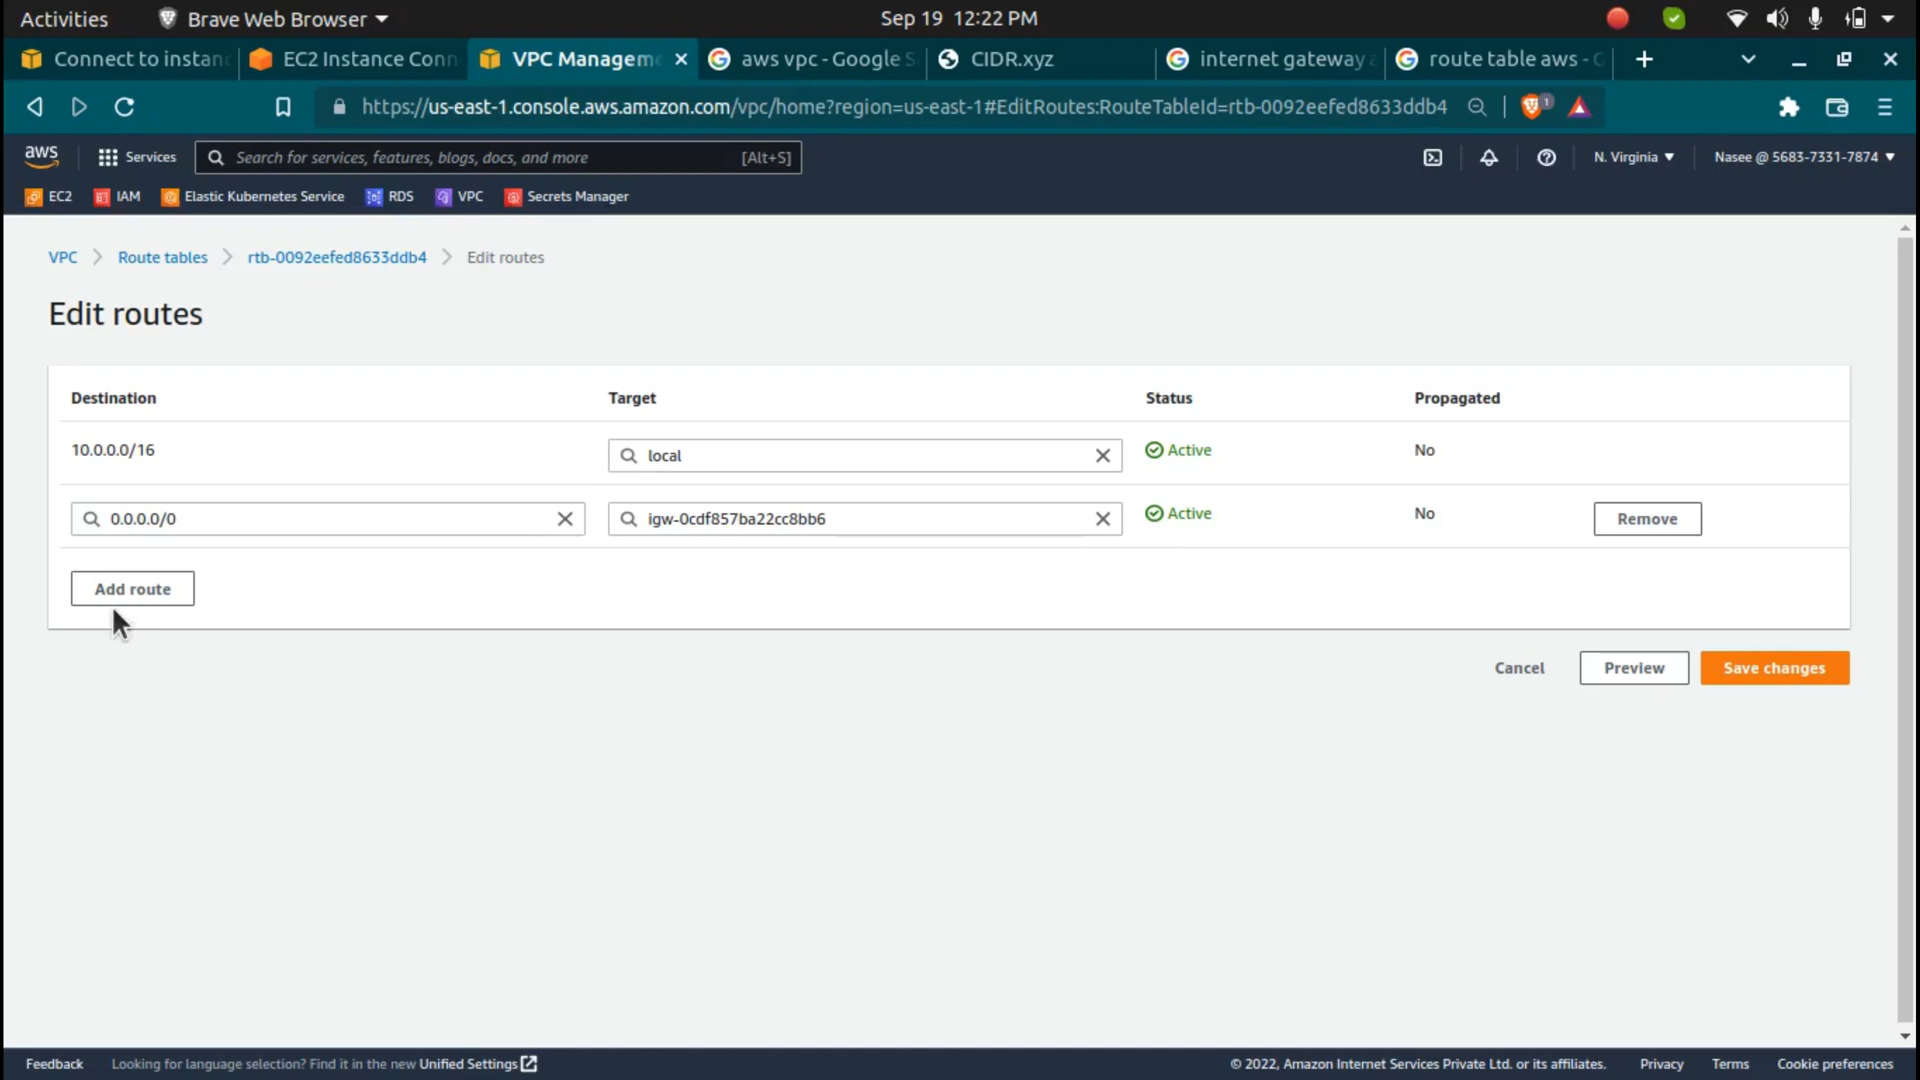 Activities Brave Web Browser Sep 19 12:22 PM
Connect to instan EC2 Instance Conn VPC Managem aws vpc - Google S CIDR.xyz internet gateway a route table aws - G
https://us-east-1.console.aws.amazon.com/vpc/home?region=us-east-1#EditRoutes:RouteTableId=rtb-0092eefed8633ddb4 1
aws Services Search for services, features, blogs, docs, and more [Alt+S] N. Virginia Nasee @ 5683-7331-7874
EC2 IAM Elastic Kubernetes Service RDS VPC Secrets Manager
VPC Route tables rtb-0092eefed8633ddb4 Edit routes
Edit routes
Destination Target Status Propagated
10.0.0.0/16 local Active No
0.0.0.0/0 igw-0cdf857ba22cc8bb6 Active No Remove
Add route
Cancel Preview Save changes
Feedback Looking for language selection? Find it in the new Unified Settings © 2022, Amazon Internet Services Private Ltd. or its affiliates. Privacy Terms Cookie preferences